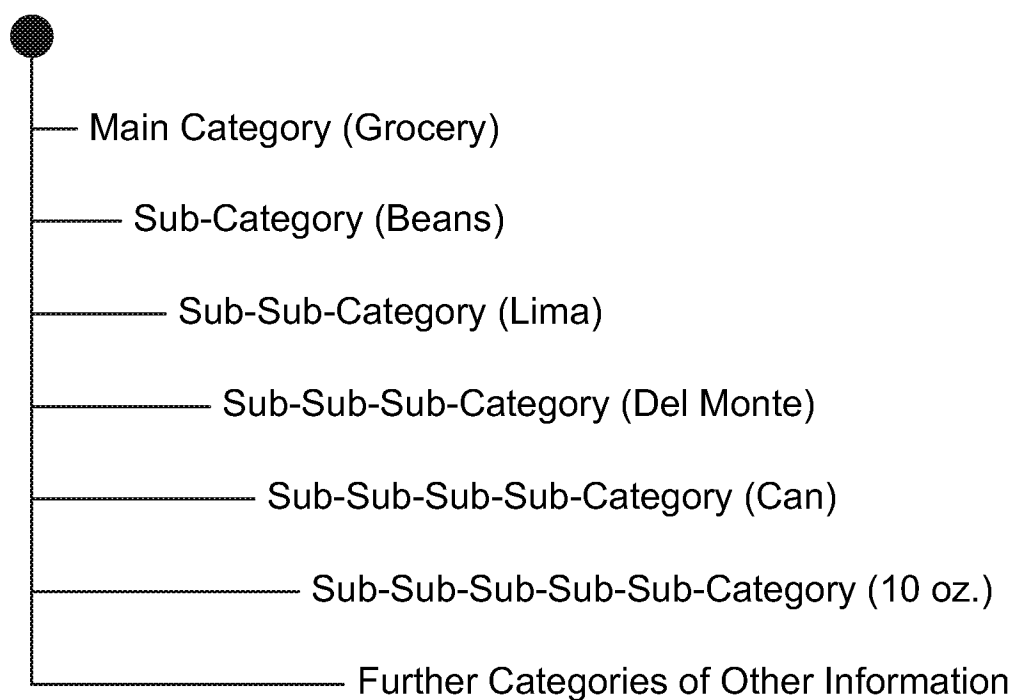 Main Category (Grocery)
Sub-Category (Beans)
Sub-Sub-Category (Lima)
Sub-Sub-Sub-Category (Del Monte)
Sub-Sub-Sub-Sub-Category (Can)
Sub-Sub-Sub-Sub-Sub-Category (10 oz.)
Further Categories of Other Information